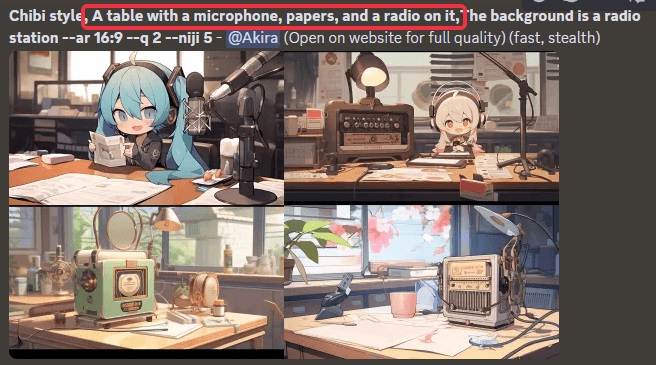 Chibi style, A table with a microphone, papers, and a radio on it, The background is a radio
station --ar 16:9 --q 2 --niji 5 - @Akira (Open on website for full quality) (fast, stealth)